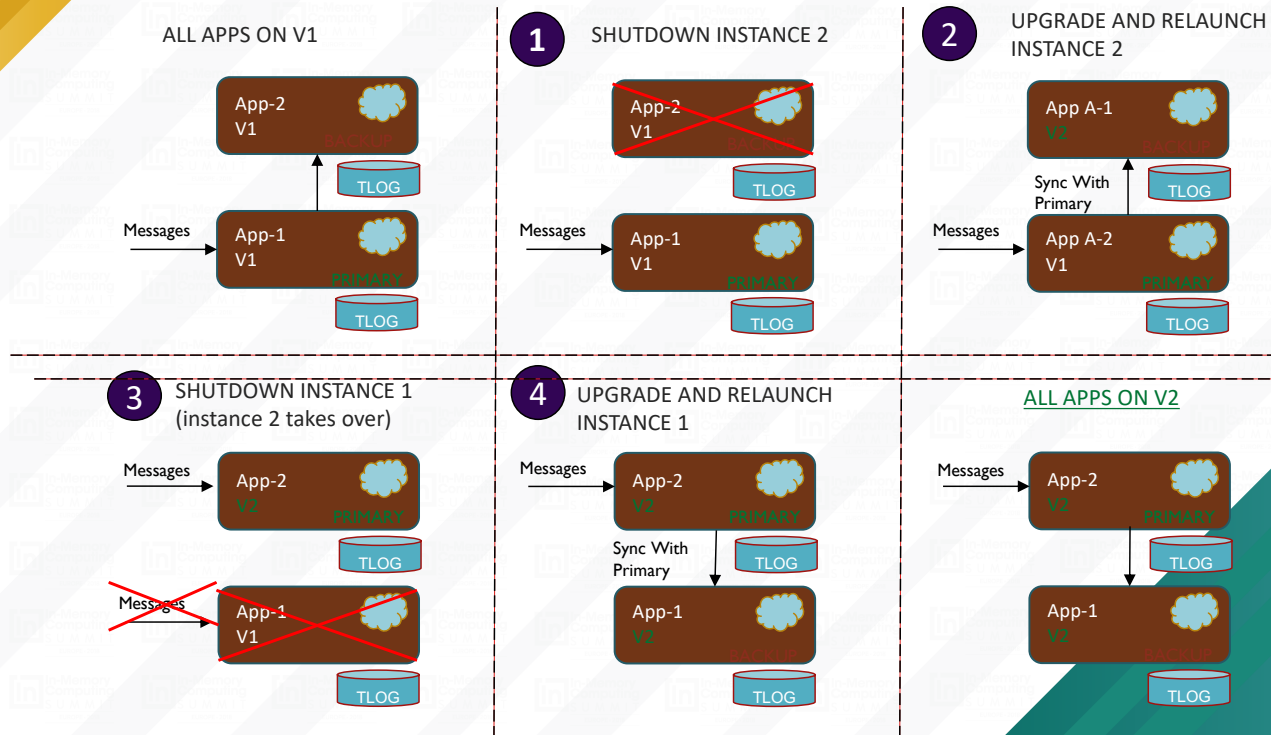 ALL APPS ON V1
App-2
V1
BACKUP
TLOG
Messages
App-1
V1
PRIMARY
TLOG
1
SHUTDOWN INSTANCE 2
App-2
V1
BACKUP
TLOG
Messages
App-1
V1
PRIMARY
TLOG
2
UPGRADE AND RELAUNCH
INSTANCE 2
App A-1
V2
BACKUP
TLOG
Sync With
Primary
Messages
App A-2
V1
PRIMARY
TLOG
3
SHUTDOWN INSTANCE 1
(instance 2 takes over)
Messages
App-2
V2
PRIMARY
TLOG
Messages
App-1
V1
TLOG
4
UPGRADE AND RELAUNCH
INSTANCE 1
Messages
App-2
V2
PRIMARY
TLOG
Sync With
Primary
App-1
V2
BACKUP
TLOG
ALL APPS ON V2
Messages
App-2
V2
PRIMARY
TLOG
App-1
V2
BACKUP
TLOG